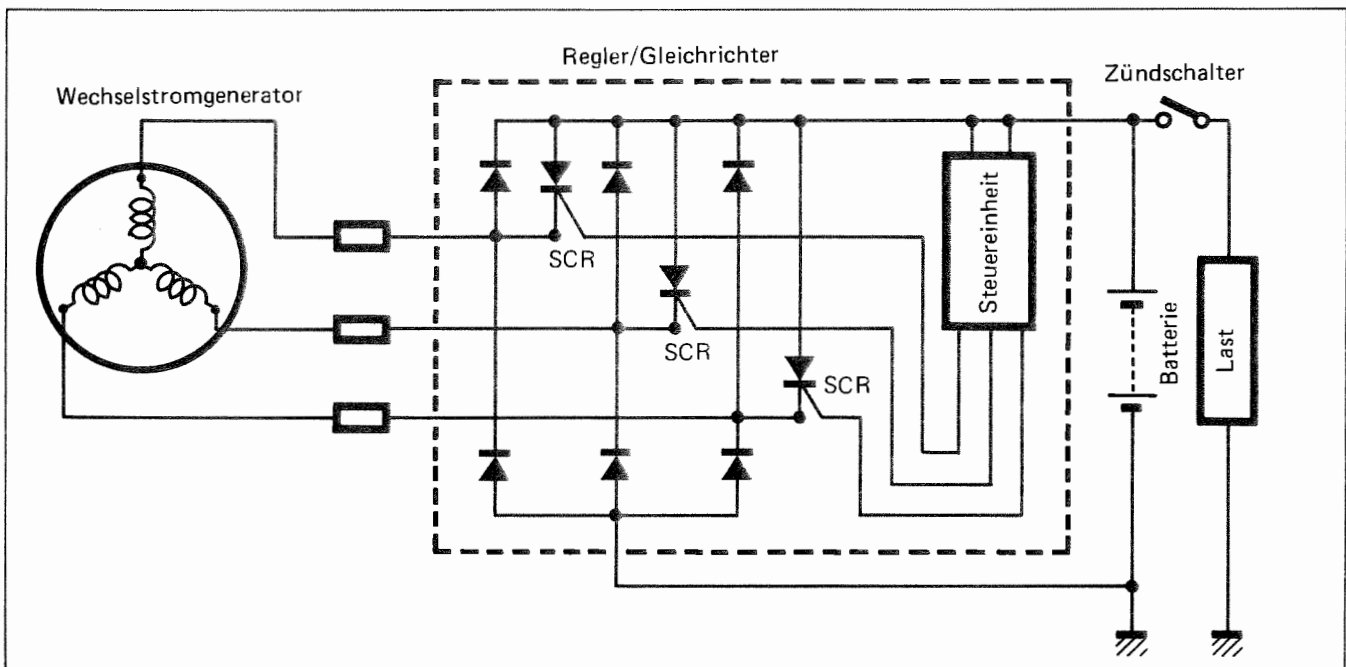 Regler/Gleichrichter
Zündschalter
Wechselstromgenerator
SCR
SCR
SCR
Steuereinheit
Batterie
Last